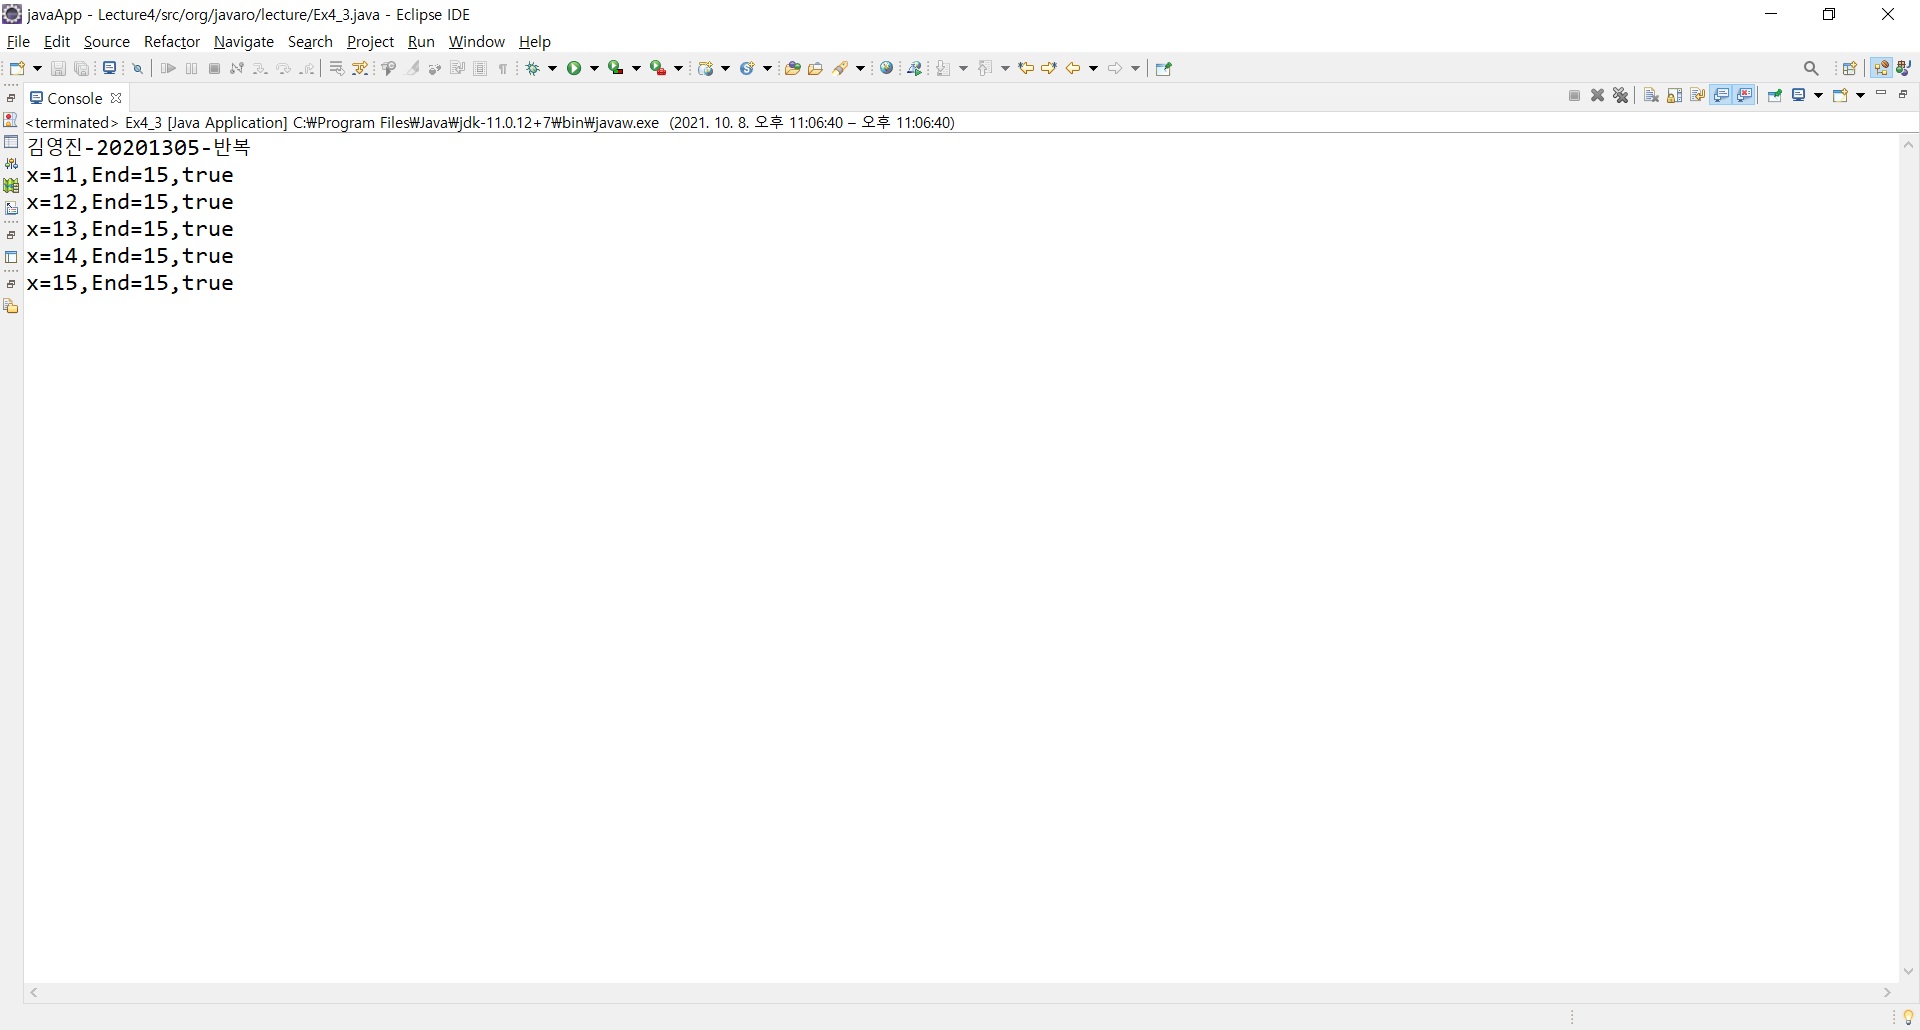 javaApp - Lecture4/src/org/javaro/lecture/Ex4_3.java - Eclipse IDE
File Edit Source Refactor Navigate Search Project Run Window Help
Console
<terminated> Ex4_3 [Java Application] C:₩Program Files₩Java₩jdk-11.0.12+7₩bin₩javaw.exe (2021. 10. 8. 오후 11:06:40 – 오후 11:06:40)
김영진-20201305-반복
x=11,End=15,true
x=12,End=15,true
x=13,End=15,true
x=14,End=15,true
x=15,End=15,true